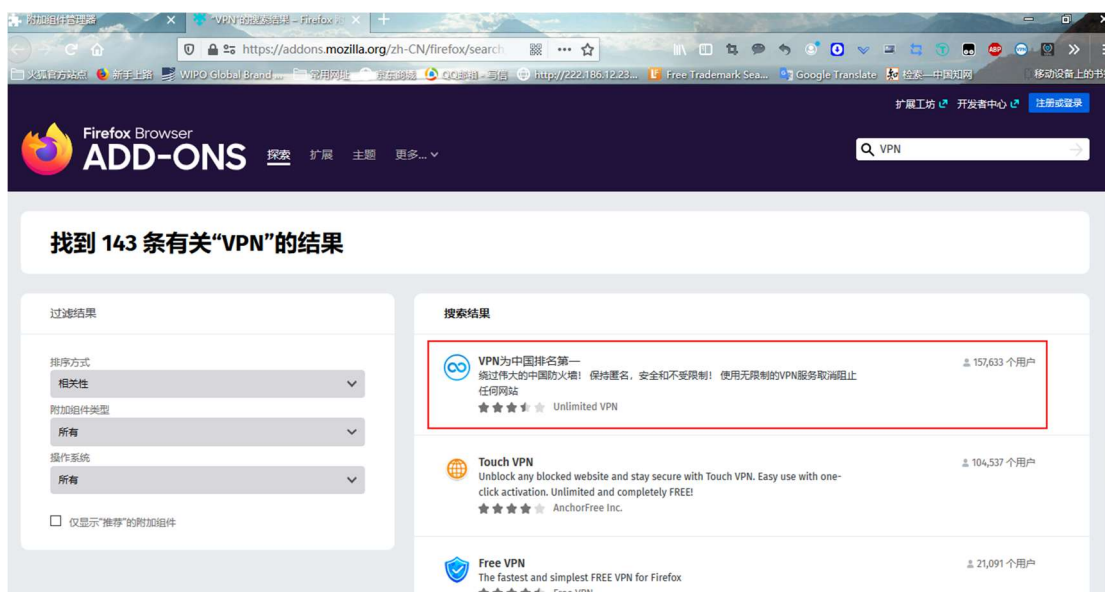 附加组件管理器
"VPN"的搜索结果 – Firefox
https://addons.mozilla.org/zh-CN/firefox/search
火狐官方站点
新手上路
WIPO Global Brand ...
常用网址
京东商城
QQ邮箱 - 写信
http://222.186.12.23...
Free Trademark Sea...
Google Translate
检索—中国知网
移动设备上的书
扩展工坊
开发者中心
注册或登录
Firefox Browser
ADD-ONS
探索
扩展
主题
更多...
VPN
找到 143 条有关“VPN”的结果
过滤结果
排序方式
相关性
附加组件类型
所有
操作系统
所有
仅显示“推荐”的附加组件
搜索结果
VPN为中国排名第一
157,633 个用户
绕过伟大的中国防火墙! 保持匿名，安全和不受限制! 使用无限制的VPN服务取消阻止
任何网站
Unlimited VPN
Touch VPN
104,537 个用户
Unblock any blocked website and stay secure with Touch VPN. Easy use with one-
click activation. Unlimited and completely FREE!
AnchorFree Inc.
Free VPN
21,091 个用户
The fastest and simplest FREE VPN for Firefox
Free VPN